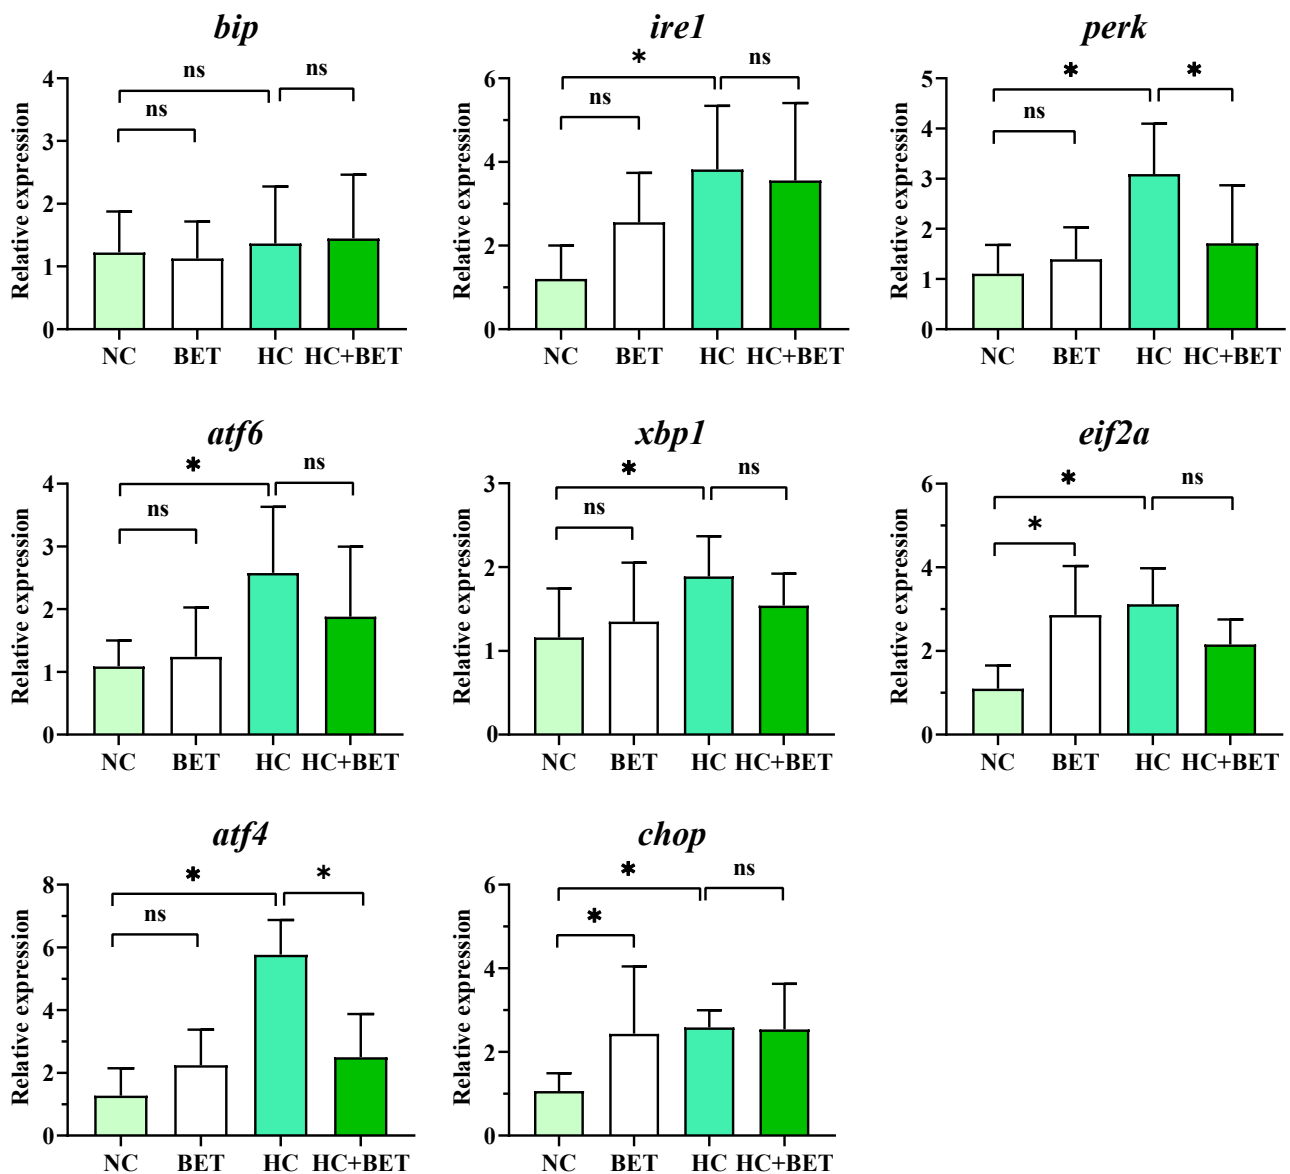 bip
ns
ns
ns
Relative expression
4
3
2
1
0
NC BET HC HC+BET
ire1
*
ns
ns
Relative expression
6
4
2
0
NC BET HC HC+BET
perk
*
*
ns
Relative expression
5
4
3
2
1
0
NC BET HC HC+BET
atf6
*
ns
ns
Relative expression
4
3
2
1
0
NC BET HC HC+BET
xbp1
*
ns
ns
Relative expression
3
2
1
0
NC BET HC HC+BET
eif2a
*
ns
*
Relative expression
6
4
2
0
NC BET HC HC+BET
atf4
*
*
ns
Relative expression
8
6
4
2
0
NC BET HC HC+BET
chop
*
ns
*
Relative expression
6
4
2
0
NC BET HC HC+BET